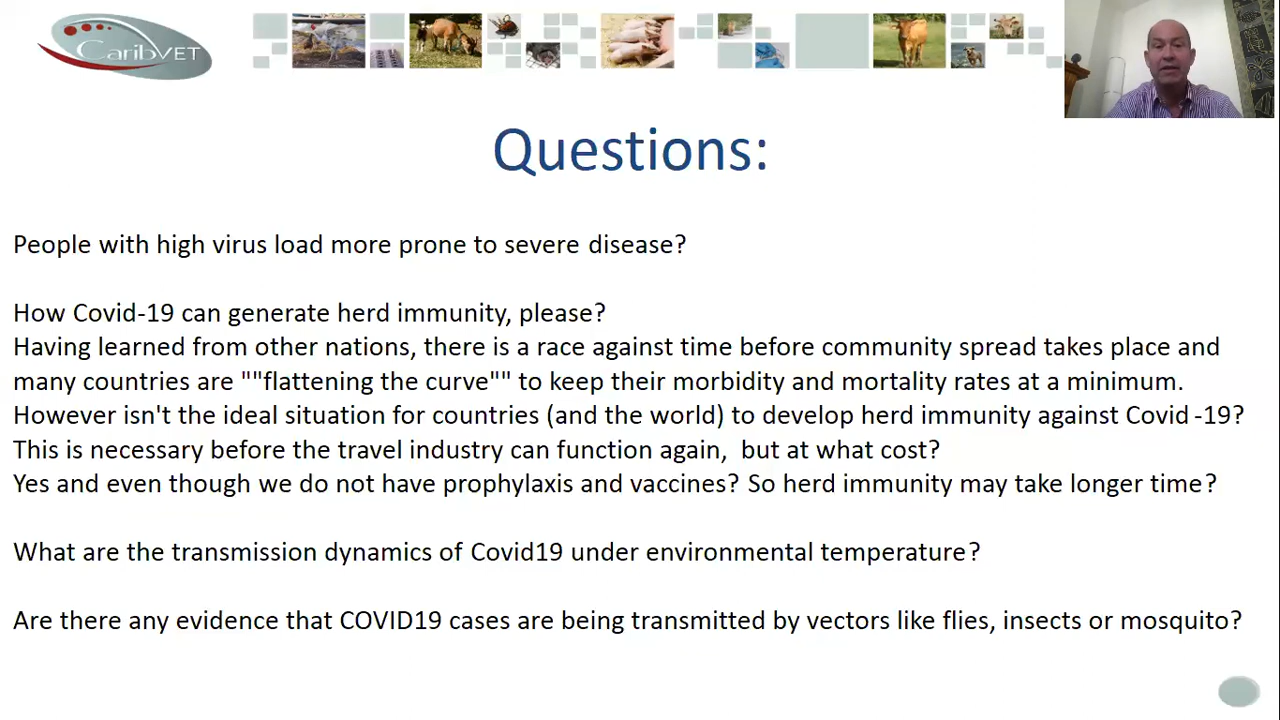 CaribVET
Questions:
People with high virus load more prone to severe disease?
How Covid-19 can generate herd immunity, please?
Having learned from other nations, there is a race against time before community spread takes place and
many countries are ""flattening the curve"" to keep their morbidity and mortality rates at a minimum.
However isn't the ideal situation for countries (and the world) to develop herd immunity against Covid -19?
This is necessary before the travel industry can function again,  but at what cost?
Yes and even though we do not have prophylaxis and vaccines? So herd immunity may take longer time?
What are the transmission dynamics of Covid19 under environmental temperature?
Are there any evidence that COVID19 cases are being transmitted by vectors like flies, insects or mosquito?